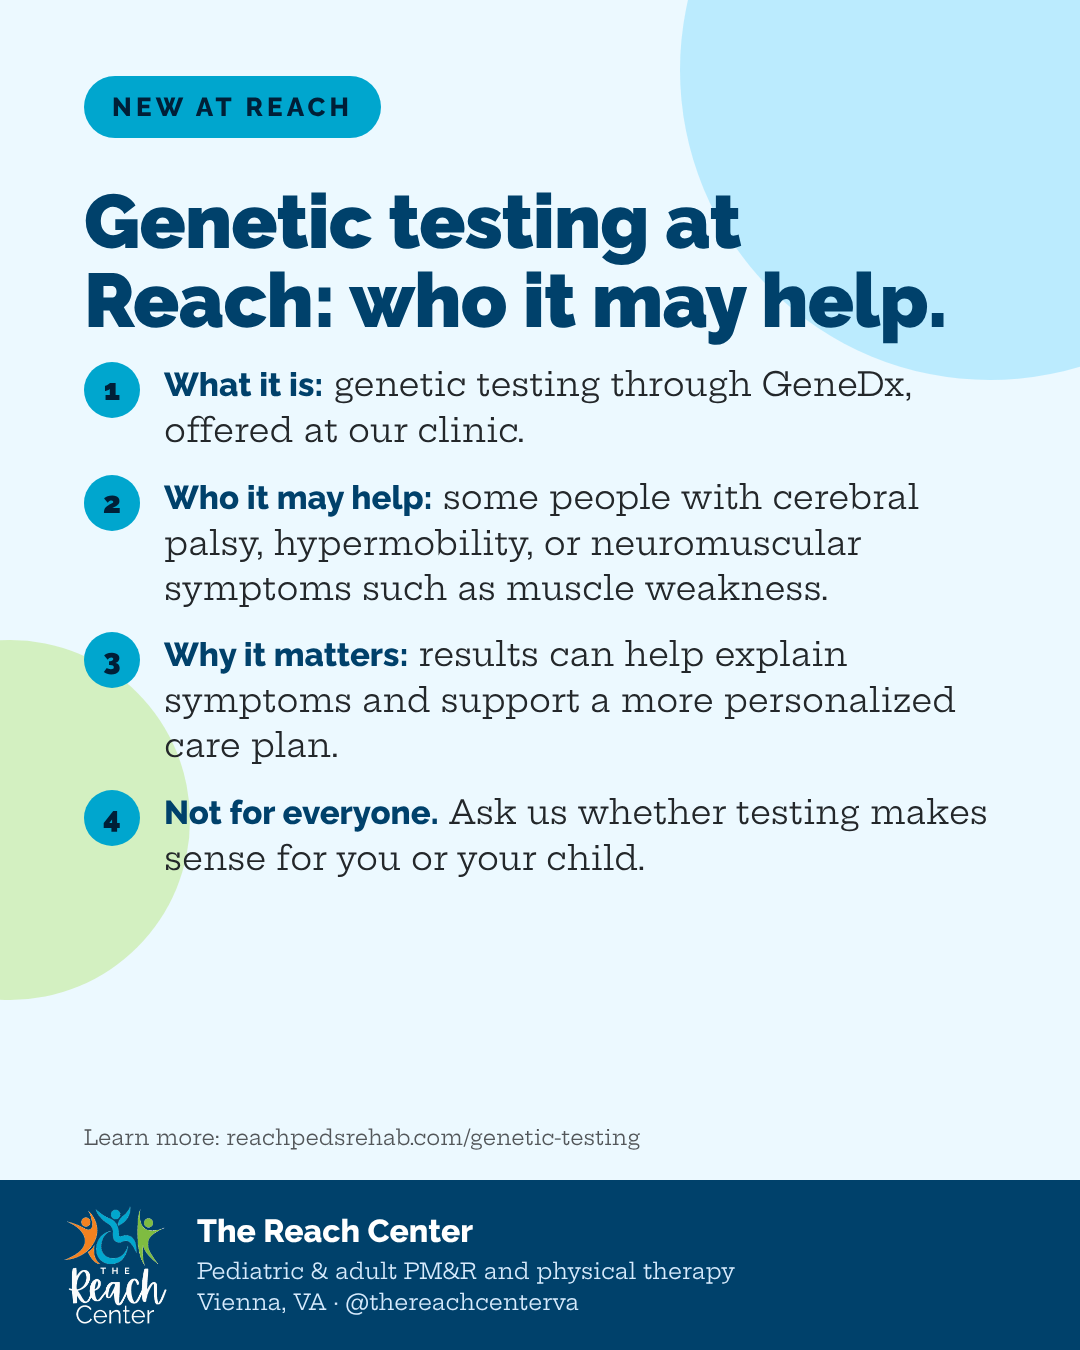 NEW AT REACH
Genetic testing at
Reach: who it may help.
1 What it is: genetic testing through GeneDx,
offered at our clinic.
2 Who it may help: some people with cerebral
palsy, hypermobility, or neuromuscular
symptoms such as muscle weakness.
3 Why it matters: results can help explain
symptoms and support a more personalized
care plan.
4 Not for everyone. Ask us whether testing makes
sense for you or your child.
Learn more: reachpedsrehab.com/genetic-testing
THE
Reach
Center
The Reach Center
Pediatric & adult PM&R and physical therapy
Vienna, VA · @thereachcenterva